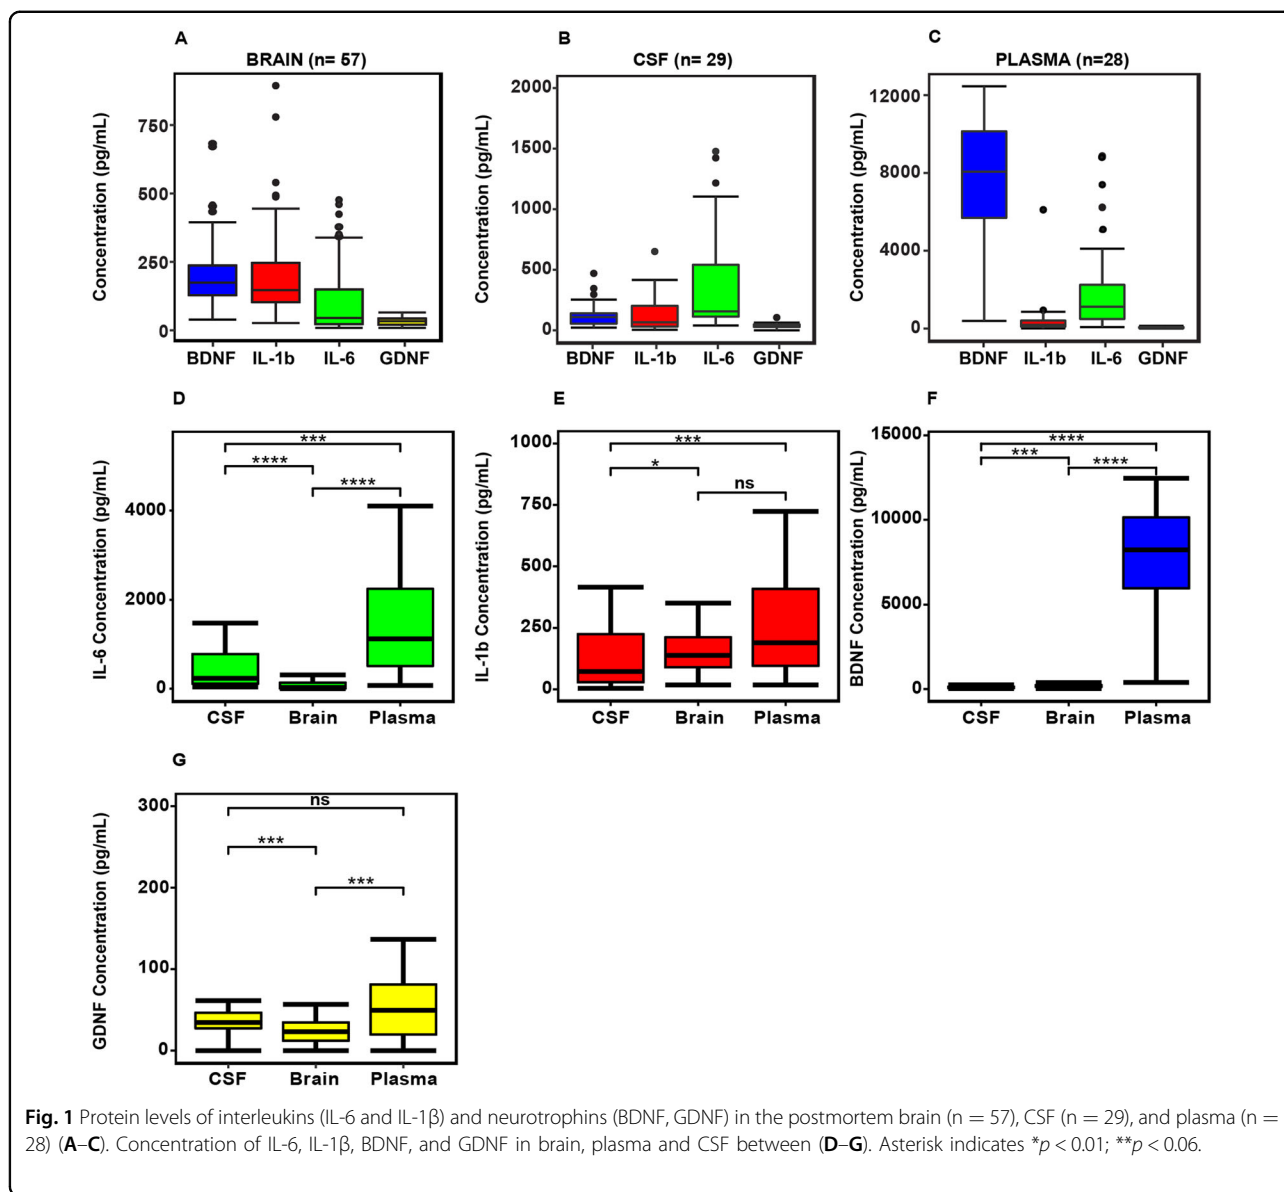 A
BRAIN (n= 57)
Concentration (pg/mL)
750
500
250
0
BDNF IL-1b IL-6 GDNF
B
CSF (n= 29)
Concentration (pg/mL)
2000
1500
1000
500
0
BDNF IL-1b IL-6 GDNF
C
PLASMA (n=28)
Concentration (pg/mL)
12000
8000
4000
0
BDNF IL-1b IL-6 GDNF
D
IL-6 Concentration (pg/mL)
4000
2000
0
***
****
****
CSF Brain Plasma
E
IL-1b Concentration (pg/mL)
1000
750
500
250
0
***
*
ns
CSF Brain Plasma
F
BDNF Concentration (pg/mL)
15000
10000
5000
0
****
***
****
CSF Brain Plasma
G
GDNF Concentration (pg/mL)
300
200
100
0
ns
***
***
CSF Brain Plasma
Fig. 1 Protein levels of interleukins (IL-6 and IL-1β) and neurotrophins (BDNF, GDNF) in the postmortem brain (n = 57), CSF (n = 29), and plasma (n =
28) (A–C). Concentration of IL-6, IL-1β, BDNF, and GDNF in brain, plasma and CSF between (D–G). Asterisk indicates *p < 0.01; **p < 0.06.